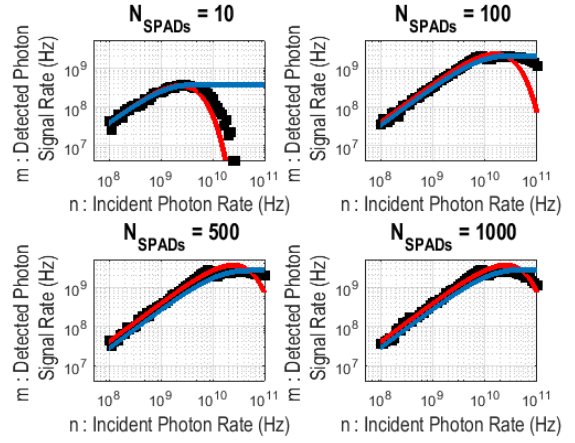 N_SPADs = 10
m : Detected Photon
Signal Rate (Hz)
10^9
10^8
10^7
10^8 10^9 10^10 10^11
n : Incident Photon Rate (Hz)
N_SPADs = 100
m : Detected Photon
Signal Rate (Hz)
10^9
10^8
10^7
10^8 10^9 10^10 10^11
n : Incident Photon Rate (Hz)
N_SPADs = 500
m : Detected Photon
Signal Rate (Hz)
10^9
10^8
10^7
10^8 10^9 10^10 10^11
n : Incident Photon Rate (Hz)
N_SPADs = 1000
m : Detected Photon
Signal Rate (Hz)
10^9
10^8
10^7
10^8 10^9 10^10 10^11
n : Incident Photon Rate (Hz)